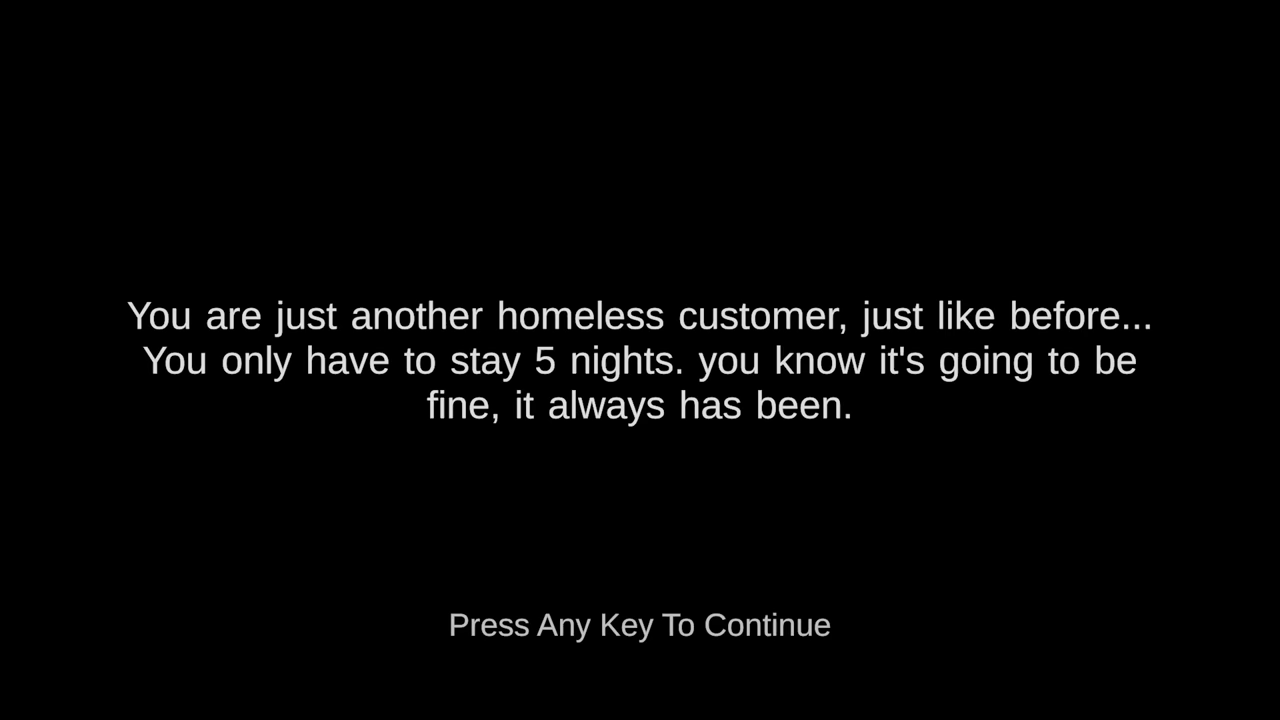 You are just another homeless customer, just like before...
You only have to stay 5 nights. you know it's going to be
fine, it always has been.
Press Any Key To Continue